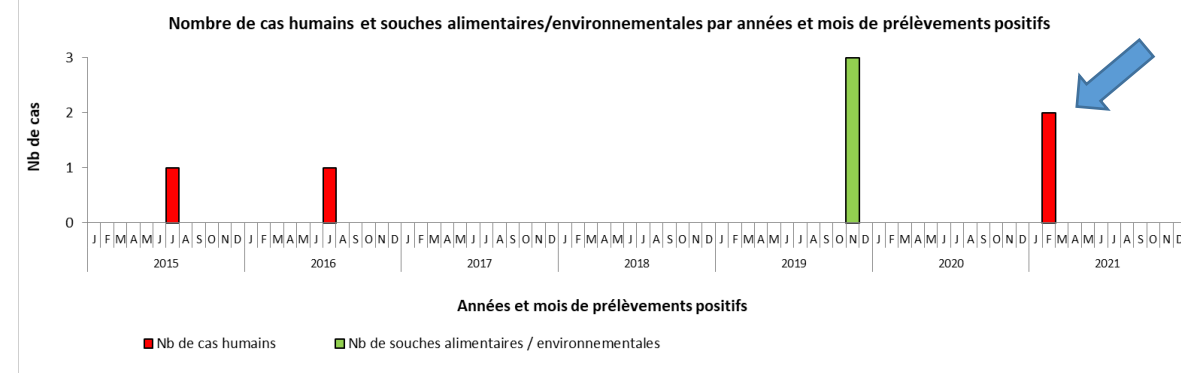 Nombre de cas humains et souches alimentaires/environnementales par années et mois de prélèvements positifs
Nb de cas
3
2
1
0
J F M A M J J A S O N D J F M A M J J A S O N D J F M A M J J A S O N D J F M A M J J A S O N D J F M A M J J A S O N D J F M A M J J A S O N D J F M A M J J A S O N D
2015 2016 2017 2018 2019 2020 2021
Années et mois de prélèvements positifs
Nb de cas humains Nb de souches alimentaires / environnementales